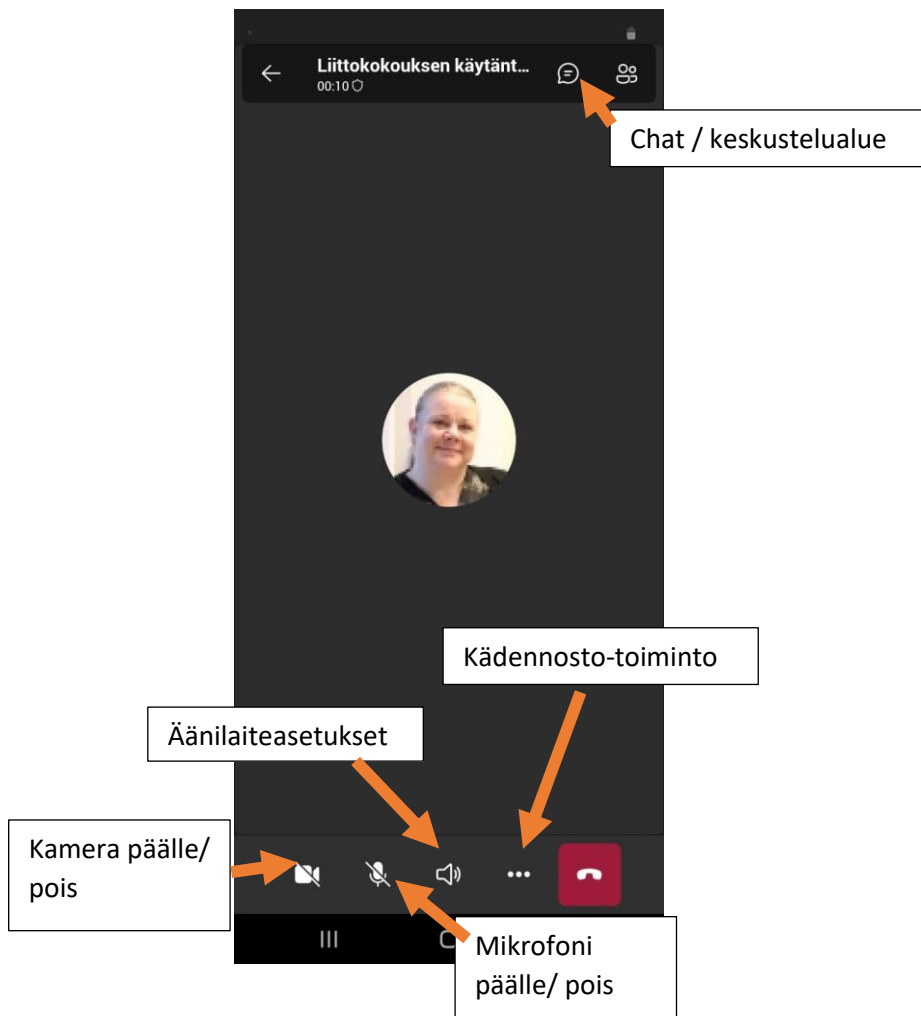 Liittokokouksen käytänt...
00:10
Chat / keskustelualue
Kädennosto-toiminto
Äänilaiteasetukset
Kamera päälle/
pois
Mikrofoni
päälle/ pois